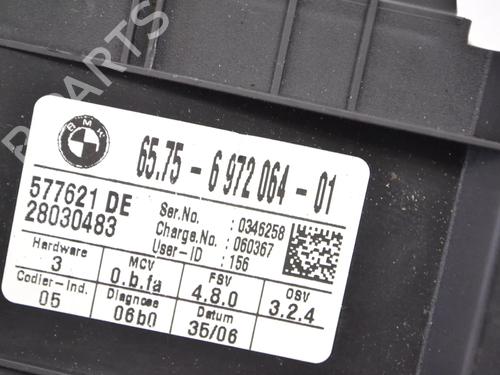 B PARTS
BMW
65.75 - 6 972 064 - 01
577621 DE
28030483
Ser.No. : 0346258
Charge.No. : 060367
User-ID : 156
Hardware
3
MCV
0.b.fa
FSV
4.8.0
OSV
3.2.4
Codier-Ind.
05
Diagnose
06b0
Datum
35/06